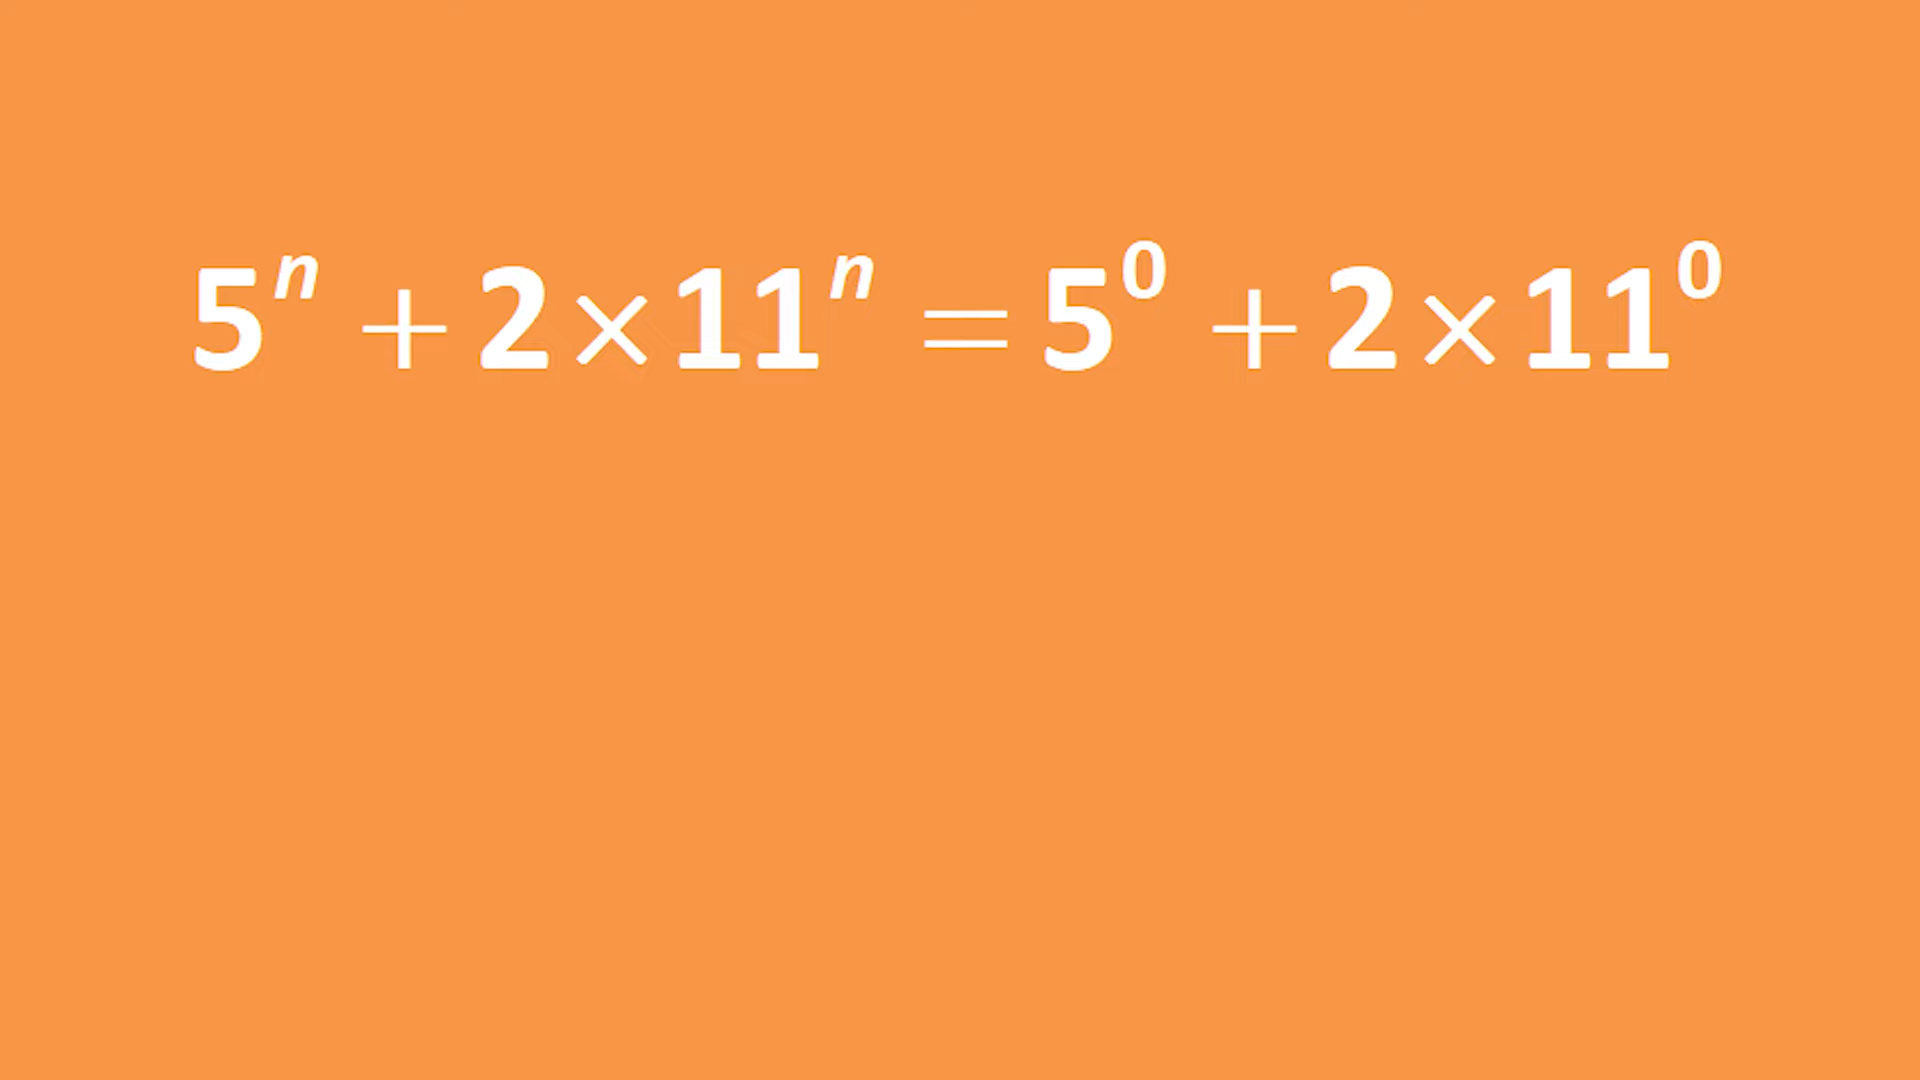 5ⁿ + 2 × 11ⁿ = 5⁰ + 2 × 11⁰